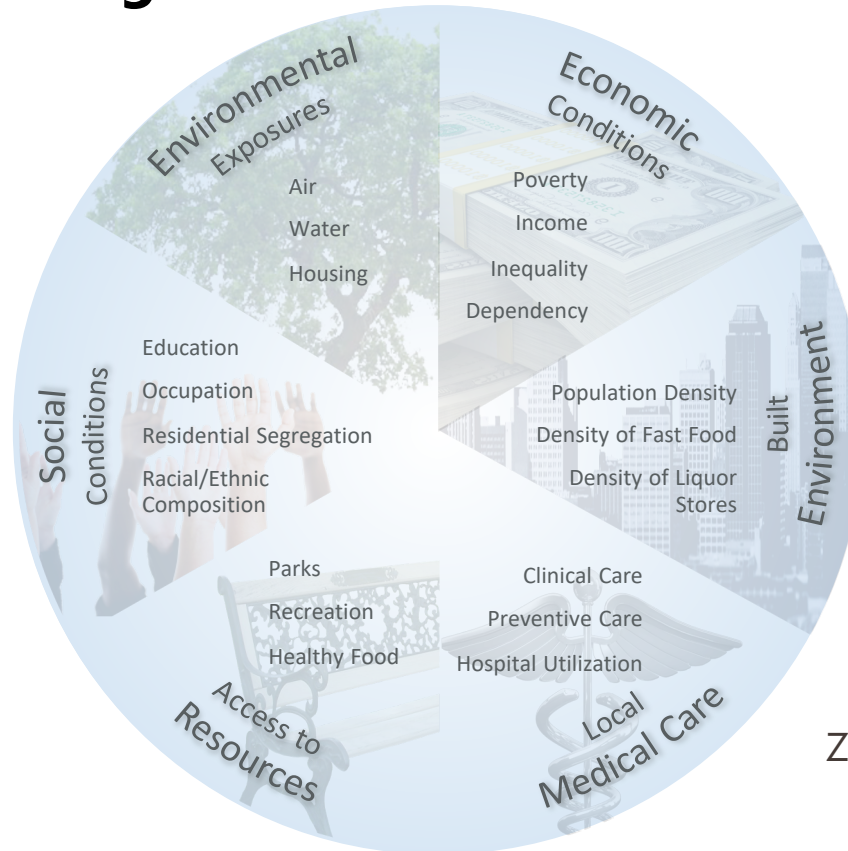 g
Environmental
Exposures
Air
Water
Housing
Economic
Conditions
Poverty
Income
Inequality
Dependency
Social
Conditions
Education
Occupation
Residential Segregation
Racial/Ethnic
Composition
Built
Environment
Population Density
Density of Fast Food
Density of Liquor
Stores
Parks
Recreation
Healthy Food
Access to
Resources
Clinical Care
Preventive Care
Hospital Utilization
Local
Medical Care
Z